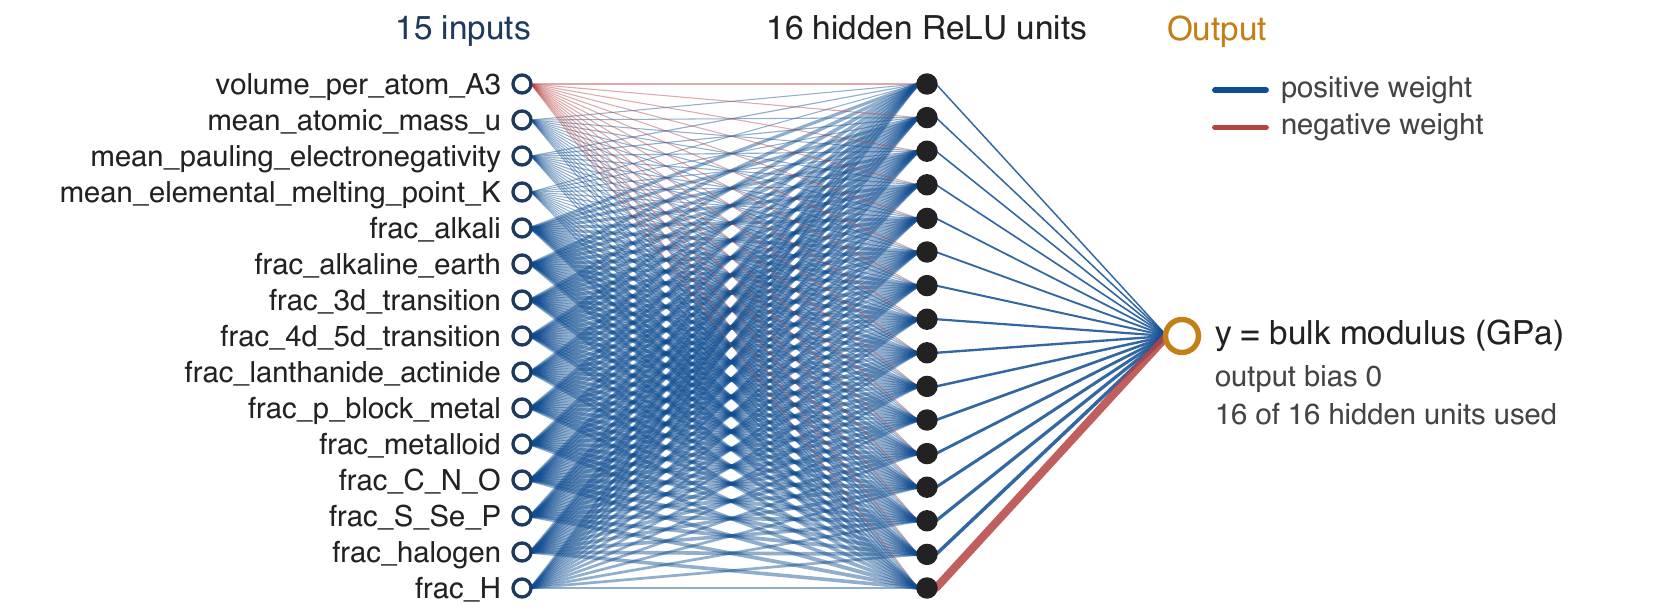 15 inputs
16 hidden ReLU units
Output
volume_per_atom_A3
mean_atomic_mass_u
mean_pauling_electronegativity
mean_elemental_melting_point_K
frac_alkali
frac_alkaline_earth
frac_3d_transition
frac_4d_5d_transition
frac_lanthanide_actinide
frac_p_block_metal
frac_metalloid
frac_C_N_O
frac_S_Se_P
frac_halogen
frac_H
positive weight
negative weight
y = bulk modulus (GPa)
output bias 0
16 of 16 hidden units used